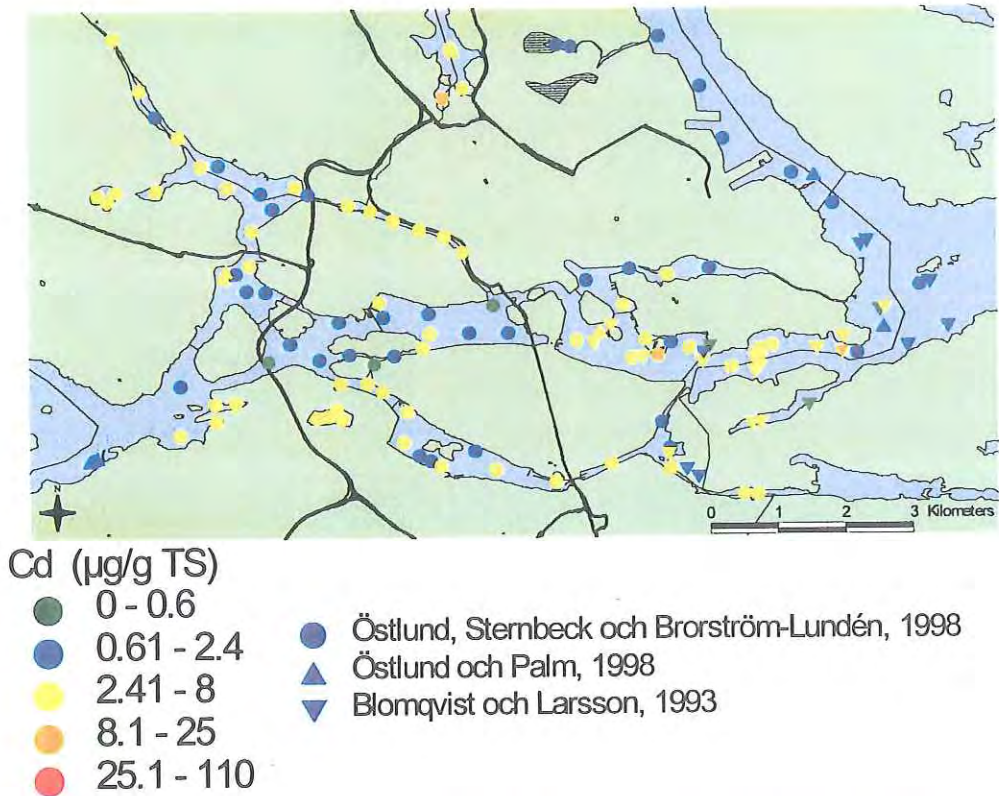 N
0 1 2 3 Kilometers
Cd (µg/g TS)
0 - 0.6
0.61 - 2.4
2.41 - 8
8.1 - 25
25.1 - 110
Östlund, Sternbeck och Brorström-Lundén, 1998
Östlund och Palm, 1998
Blomqvist och Larsson, 1993